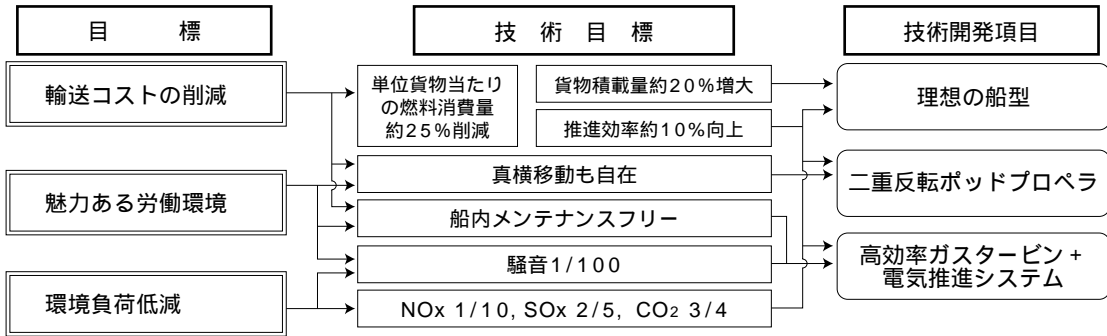 目　標
技 術 目 標
技術開発項目
輸送コストの削減
単位貨物当たり
の燃料消費量
約25％削減
貨物積載量約20％増大
推進効率約10％向上
理想の船型
真横移動も自在
二重反転ポッドプロペラ
魅力ある労働環境
船内メンテナンスフリー
騒音1/100
高効率ガスタービン+
電気推進システム
環境負荷低減
NOx 1/10, SOx 2/5, CO2 3/4